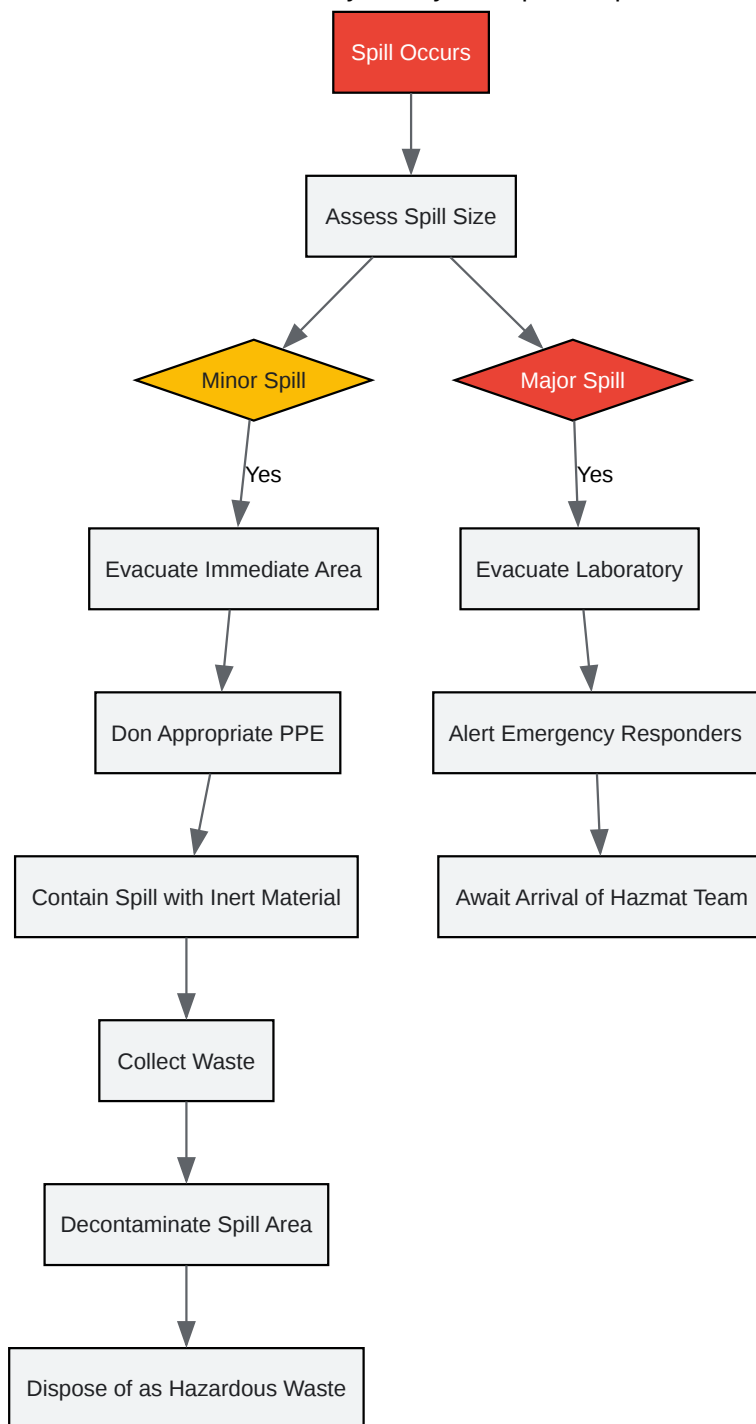 Spill Occurs
Assess Spill Size
Minor Spill
Major Spill
Yes
Yes
Evacuate Immediate Area
Evacuate Laboratory
Don Appropriate PPE
Alert Emergency Responders
Contain Spill with Inert Material
Await Arrival of Hazmat Team
Collect Waste
Decontaminate Spill Area
Dispose of as Hazardous Waste